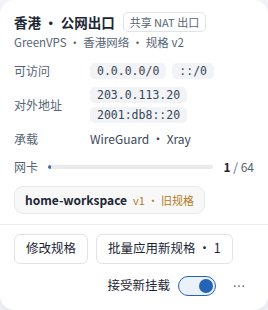 香港 · 公网出口 共享 NAT 出口
GreenVPS · 香港网络 · 规格 v2
可访问 0.0.0.0/0 ::/0
对外地址 203.0.113.20
2001:db8::20
承载 WireGuard · Xray
网卡 1 / 64
home-workspace v1 · 旧规格
修改规格 批量应用新规格 · 1
接受新挂载 ···